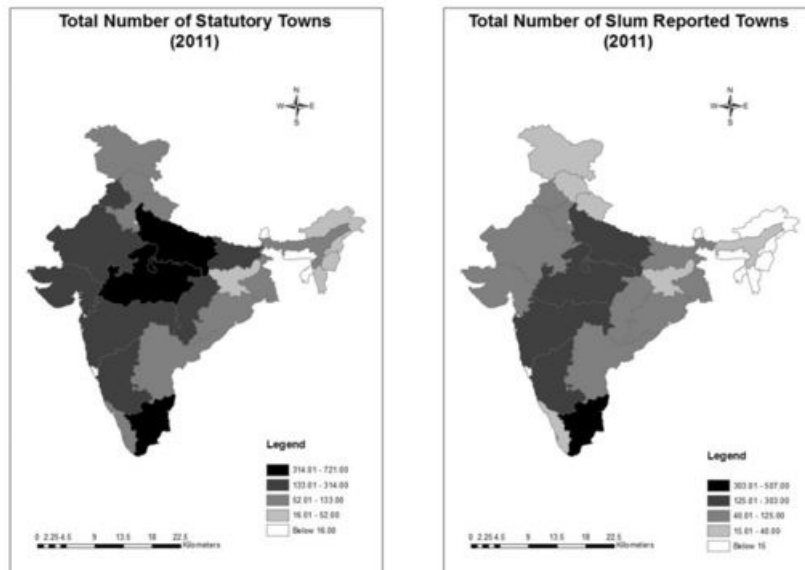 Total Number of Statutory Towns
(2011)
N
W E
S
Legend
314.01 - 721.00
133.01 - 314.00
52.01 - 133.00
16.01 - 52.00
Below 16.00
0 2.25 4.5 9 13.5 18 22.5
Kilometers
Total Number of Slum Reported Towns
(2011)
N
W E
S
Legend
303.01 - 507.00
125.01 - 303.00
40.01 - 125.00
15.01 - 40.00
Below 15
0 2.25 4.5 9 13.5 18 22.5
Kilometers